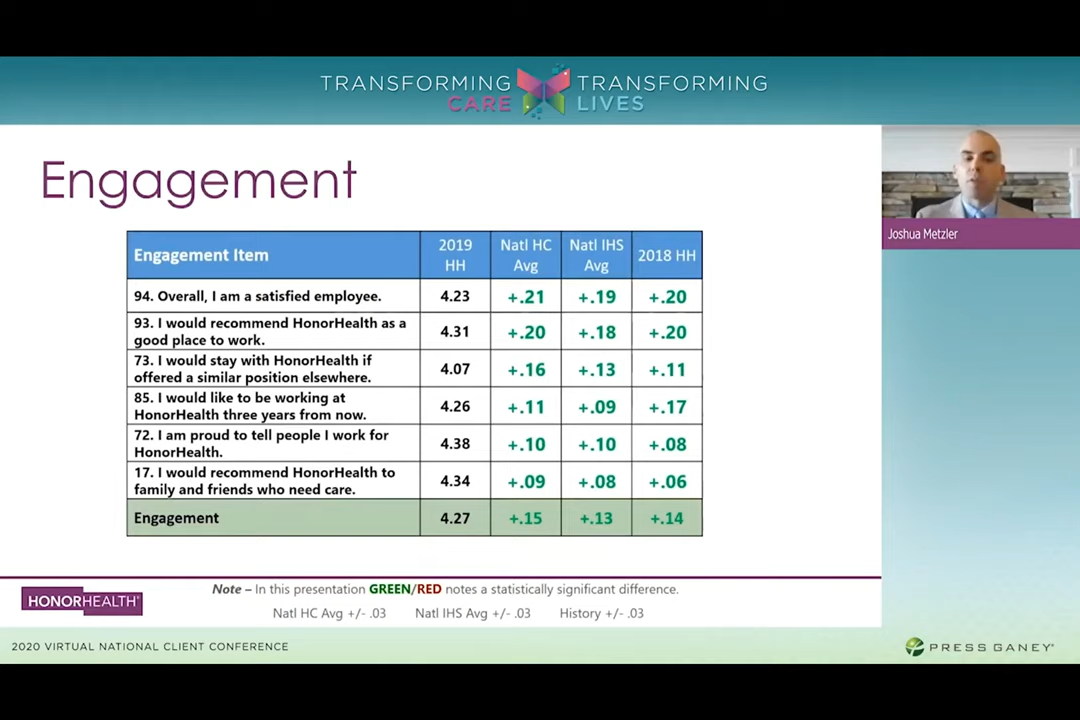 TRANSFORMING TRANSFORMING
CARE LIVES
Engagement
Joshua Metzler
Engagement Item 2019 HH Natl HC Avg Natl IHS Avg 2018 HH
94. Overall, I am a satisfied employee. 4.23 +.21 +.19 +.20
93. I would recommend HonorHealth as a
good place to work. 4.31 +.20 +.18 +.20
73. I would stay with HonorHealth if
offered a similar position elsewhere. 4.07 +.16 +.13 +.11
85. I would like to be working at
HonorHealth three years from now. 4.26 +.11 +.09 +.17
72. I am proud to tell people I work for
HonorHealth. 4.38 +.10 +.10 +.08
17. I would recommend HonorHealth to
family and friends who need care. 4.34 +.09 +.08 +.06
Engagement 4.27 +.15 +.13 +.14
Note – In this presentation GREEN/RED notes a statistically significant difference.
HONORHEALTH®
Natl HC Avg +/- .03 Natl IHS Avg +/- .03 History +/- .03
2020 VIRTUAL NATIONAL CLIENT CONFERENCE
PRESS GANEY®